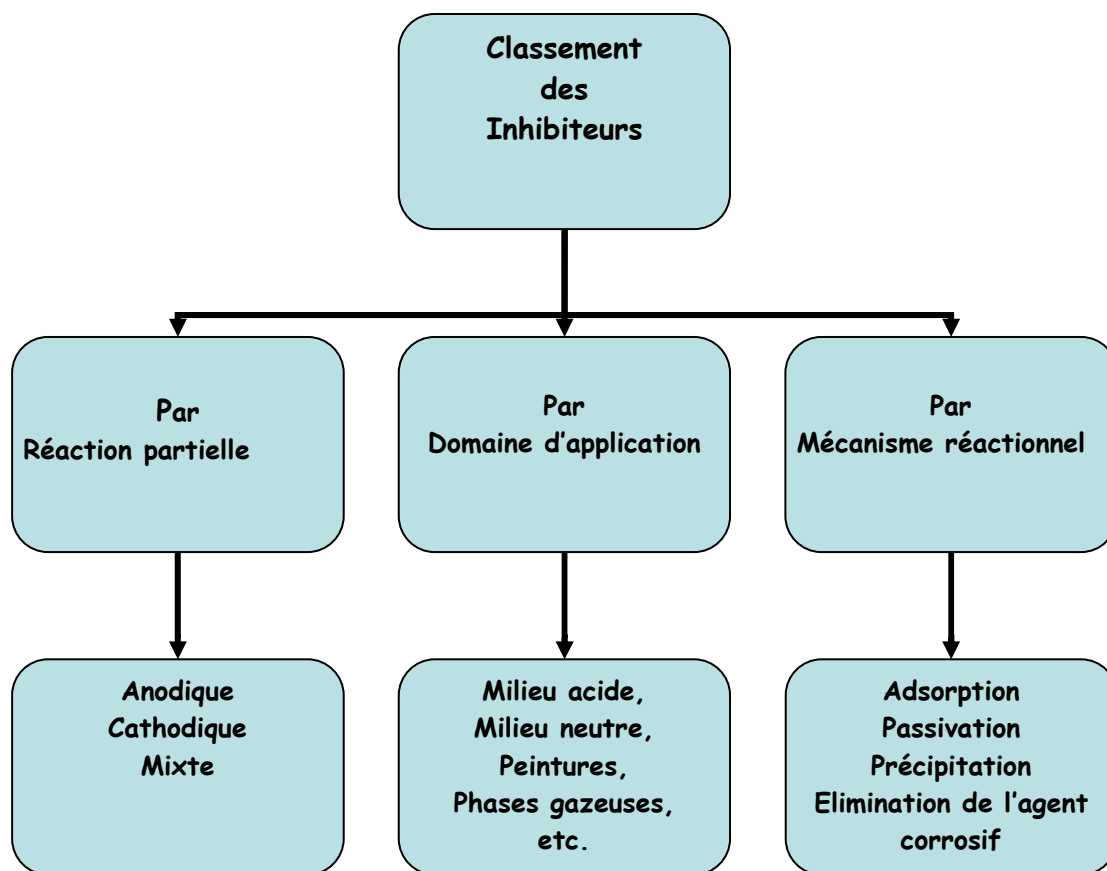 Classement
des
Inhibiteurs
Par
Réaction partielle
Par
Domaine d'application
Par
Mécanisme réactionnel
Anodique
Cathodique
Mixte
Milieu acide,
Milieu neutre,
Peintures,
Phases gazeuses,
etc.
Adsorption
Passivation
Précipitation
Elimination de l'agent
corrosif